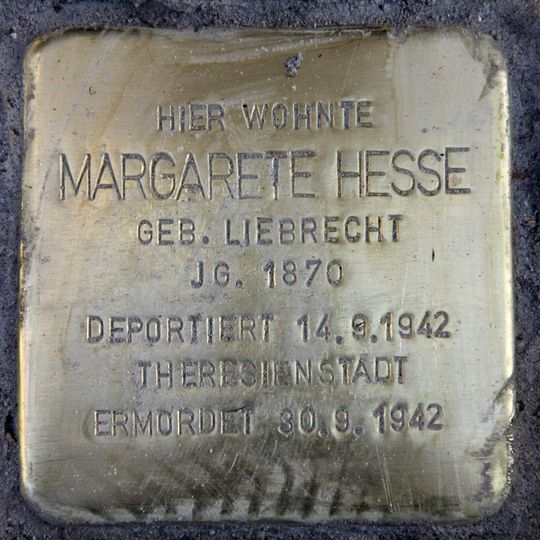 HIER WOHNTE
MARGARETE HESSE
GEB. LIEBRECHT
JG. 1870
DEPORTIERT 14.9.1942
THERESIENSTADT
ERMORDET 30.9.1942